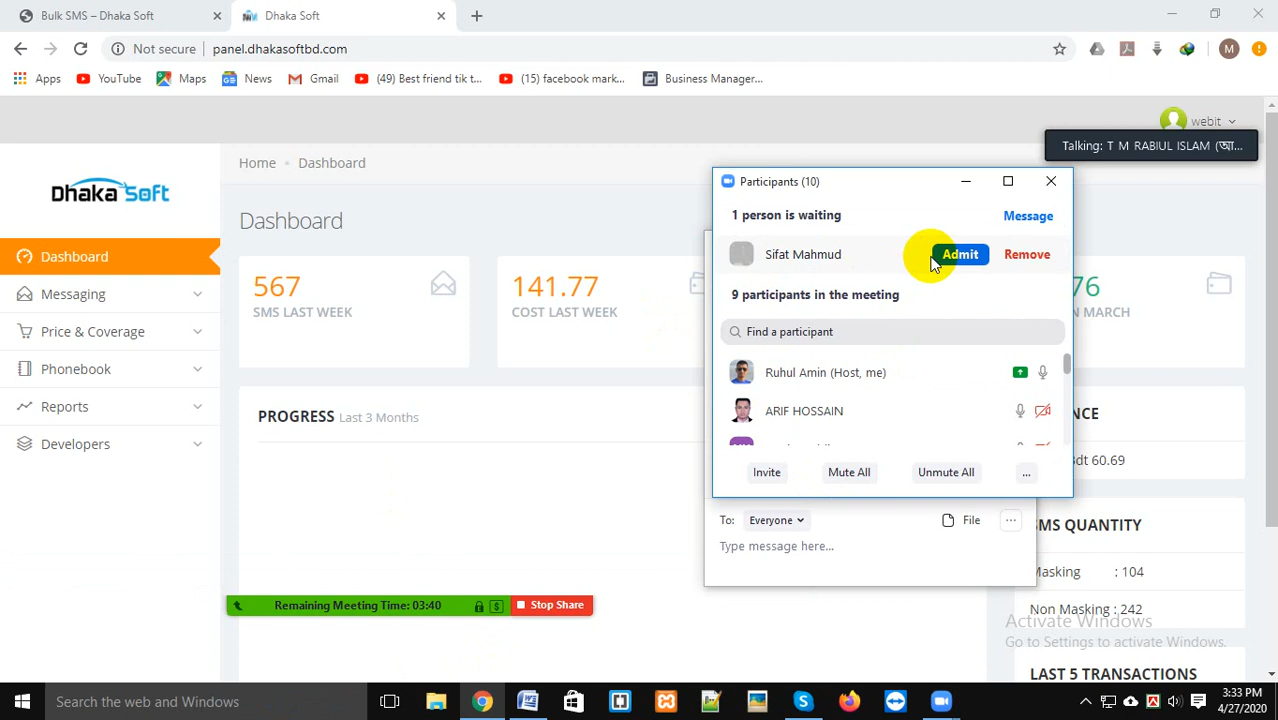 Bulk SMS – Dhaka Soft
Dhaka Soft
Not secure
panel.dhakasoftbd.com
M
Apps
YouTube
Maps
News
Gmail
(49) Best friend tik t...
(15) facebook mark...
Business Manager...
webit
Talking: T M RABIUL ISLAM (আ...
Dhaka Soft
Home
Dashboard
Dashboard
Dashboard
Messaging
Price & Coverage
Phonebook
Reports
Developers
567
SMS LAST WEEK
141.77
COST LAST WEEK
76
MARCH
PROGRESS Last 3 Months
Participants (10)
1 person is waiting
Message
Sifat Mahmud
Admit
Remove
9 participants in the meeting
Find a participant
Ruhul Amin (Host, me)
ARIF HOSSAIN
Invite
Mute All
Unmute All
...
To: Everyone
File
Type message here...
60.69
SMS QUANTITY
Masking : 104
Non Masking : 242
Activate Windows
Go to Settings to activate Windows.
LAST 5 TRANSACTIONS
Remaining Meeting Time: 03:40
Stop Share
Search the web and Windows
3:33 PM
4/27/2020